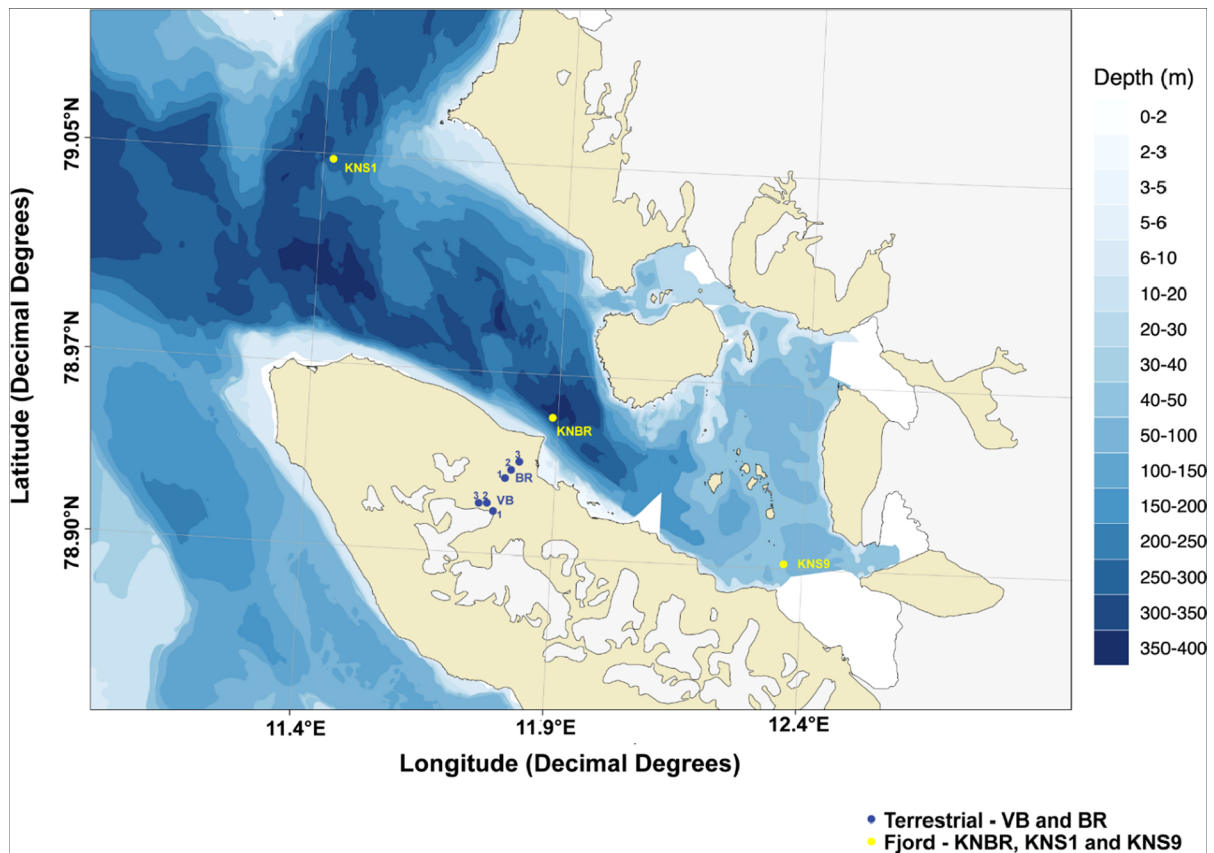 Depth (m)
0-2
2-3
3-5
5-6
6-10
10-20
20-30
30-40
40-50
50-100
100-150
150-200
200-250
250-300
300-350
350-400
79.05°N
78.97°N
78.90°N
Latitude (Decimal Degrees)
KNS1
KNBR
3
2
1 BR
3 2 VB
1
KNS9
11.4°E
11.9°E
12.4°E
Longitude (Decimal Degrees)
Terrestrial - VB and BR
Fjord - KNBR, KNS1 and KNS9